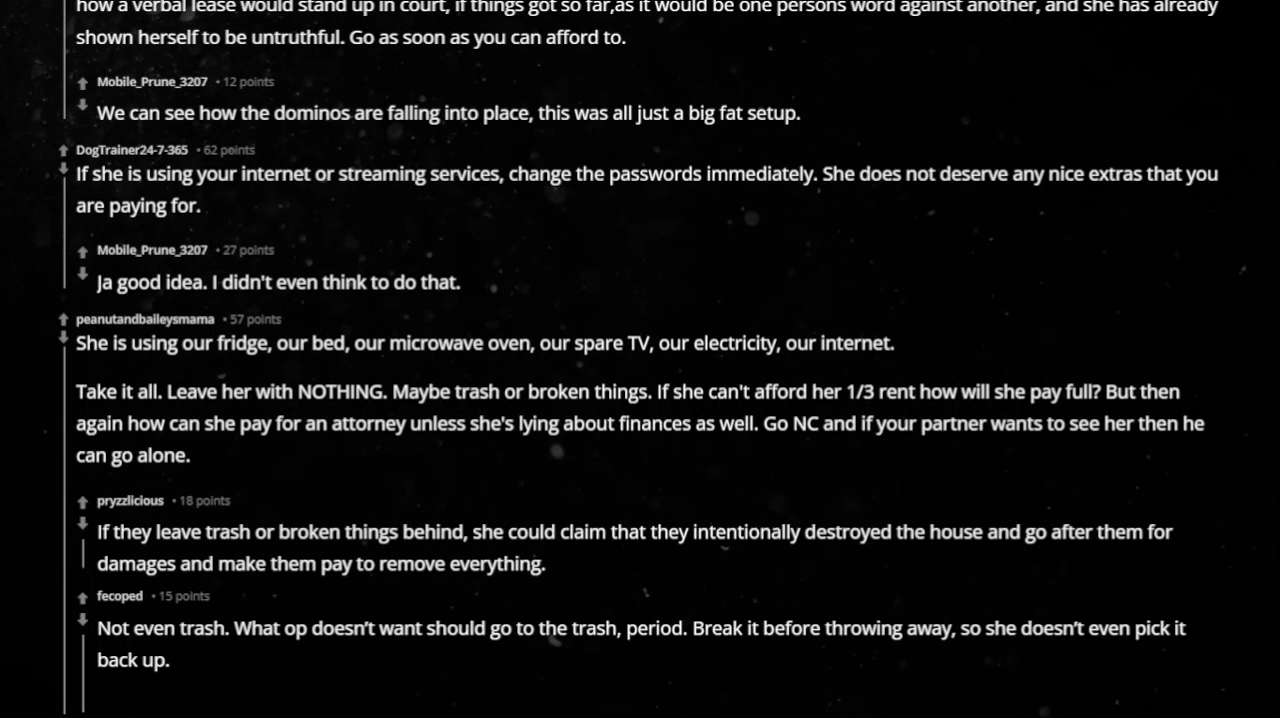 how a verbal lease would stand up in court, if things got so far,as it would be one persons word against another, and she has already
shown herself to be untruthful. Go as soon as you can afford to.
Mobile_Prune_3207 • 12 points
We can see how the dominos are falling into place, this was all just a big fat setup.
DogTrainer24-7-365 • 62 points
If she is using your internet or streaming services, change the passwords immediately. She does not deserve any nice extras that you
are paying for.
Mobile_Prune_3207 • 27 points
Ja good idea. I didn't even think to do that.
peanutandbaileysmama • 57 points
She is using our fridge, our bed, our microwave oven, our spare TV, our electricity, our internet.
Take it all. Leave her with NOTHING. Maybe trash or broken things. If she can't afford her 1/3 rent how will she pay full? But then
again how can she pay for an attorney unless she's lying about finances as well. Go NC and if your partner wants to see her then he
can go alone.
pryzzlicious • 18 points
If they leave trash or broken things behind, she could claim that they intentionally destroyed the house and go after them for
damages and make them pay to remove everything.
fecoped • 15 points
Not even trash. What op doesn’t want should go to the trash, period. Break it before throwing away, so she doesn’t even pick it
back up.